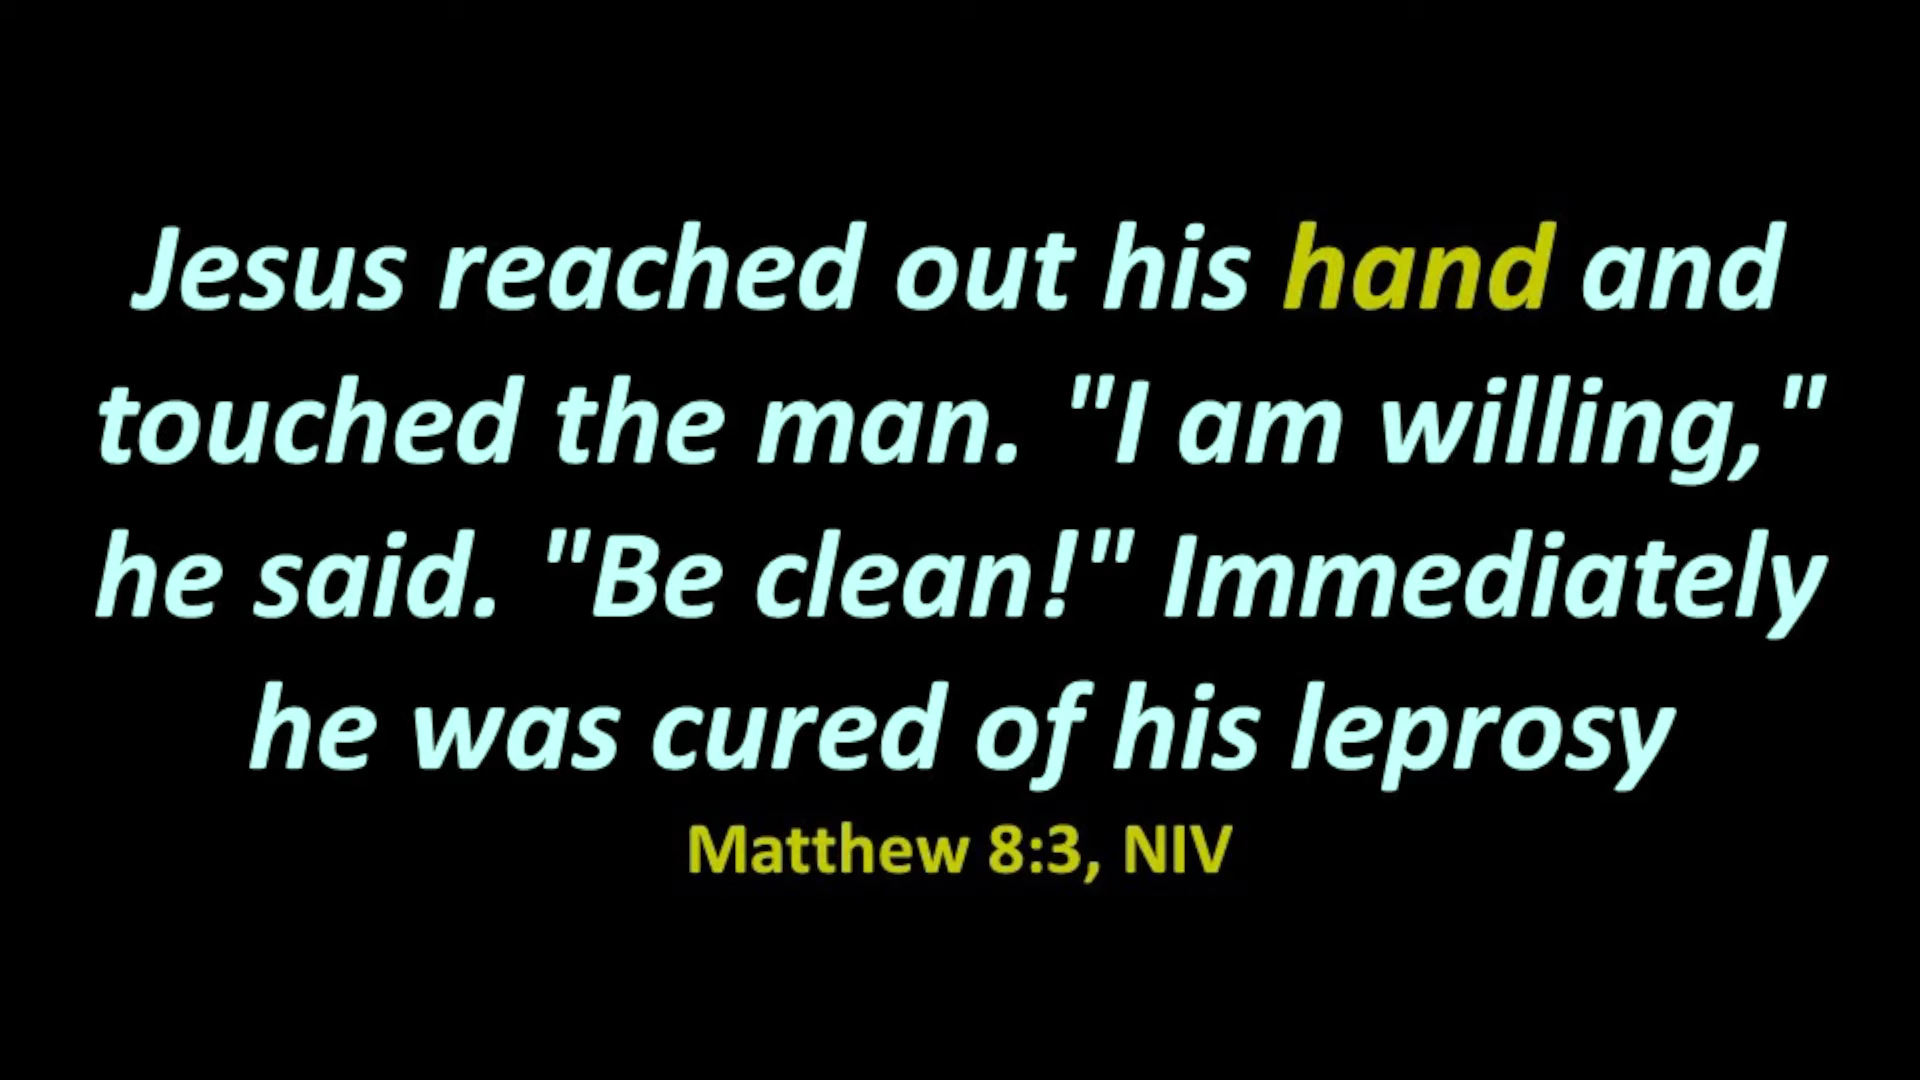 Jesus reached out his hand and
touched the man. "I am willing,"
he said. "Be clean!" Immediately
he was cured of his leprosy
Matthew 8:3, NIV